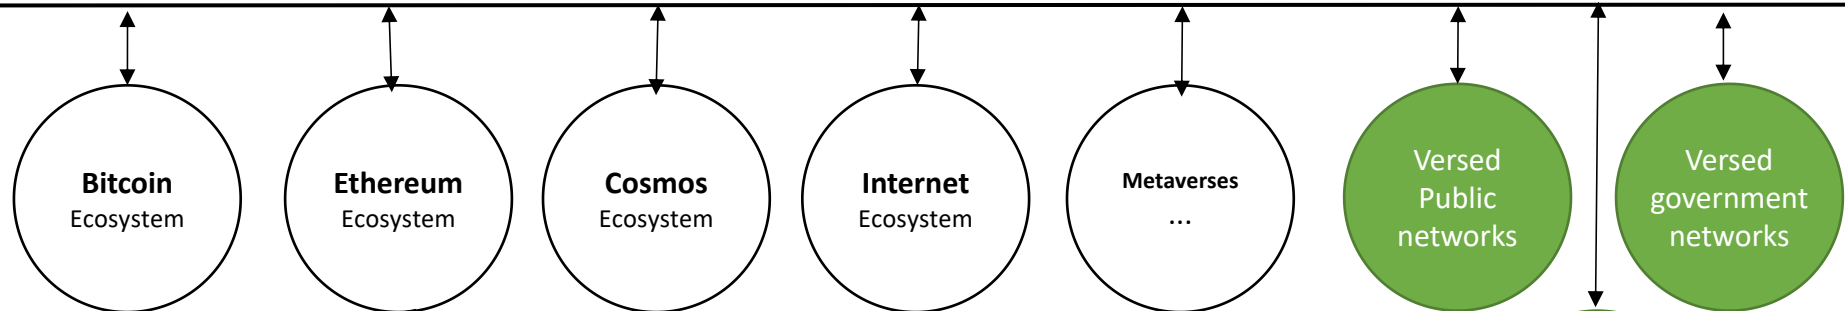 Bitcoin
Ecosystem
Ethereum
Ecosystem
Cosmos
Ecosystem
Internet
Ecosystem
Metaverses
...
Versed
Public
networks
Versed
government
networks